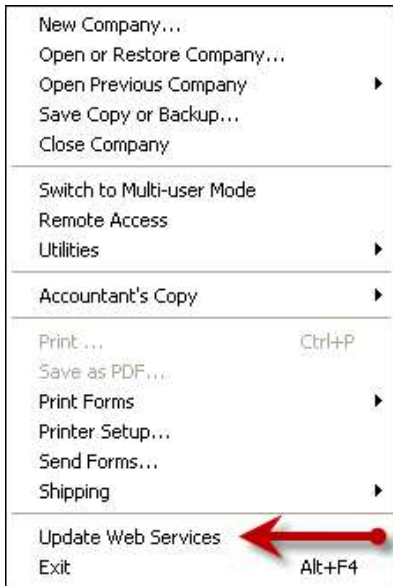 New Company...
Open or Restore Company...
Open Previous Company
Save Copy or Backup...
Close Company
Switch to Multi-user Mode
Remote Access
Utilities
Accountant's Copy
Print ... Ctrl+P
Save as PDF...
Print Forms
Printer Setup...
Send Forms...
Shipping
Update Web Services
Exit Alt+F4